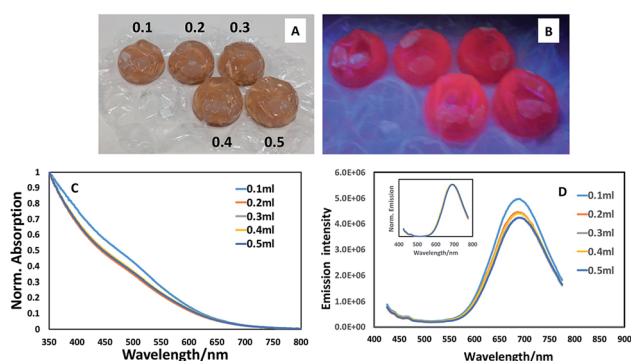 A
0.1 0.2 0.3
0.4 0.5
B
C
Norm. Absorption
1
0.9
0.8
0.7
0.6
0.5
0.4
0.3
0.2
0.1
0
350 400 450 500 550 600 650 700 750 800
Wavelength/nm
0.1ml
0.2ml
0.3ml
0.4ml
0.5ml
D
Emission intensity
6.0E+06
5.0E+06
4.0E+06
3.0E+06
2.0E+06
1.0E+06
0.0E+00
400 450 500 550 600 650 700 750 800 850 900
Wavelength/nm
0.1ml
0.2ml
0.3ml
0.4ml
0.5ml
Norm. Emission
400 500 600 700 800
Wavelength/nm